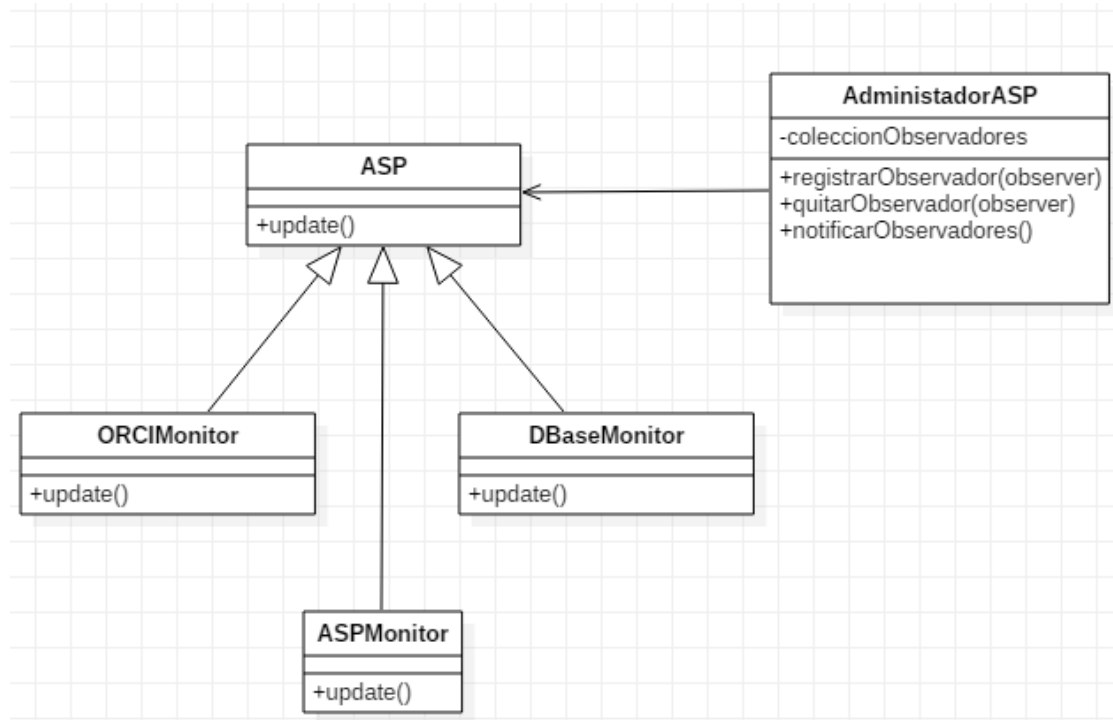 AdministadorASP
-coleccionObservadores
+registrarObservador(observer)
+quitarObservador(observer)
+notificarObservadores()
ASP
+update()
ORCIMonitor
+update()
DBaseMonitor
+update()
ASPMonitor
+update()